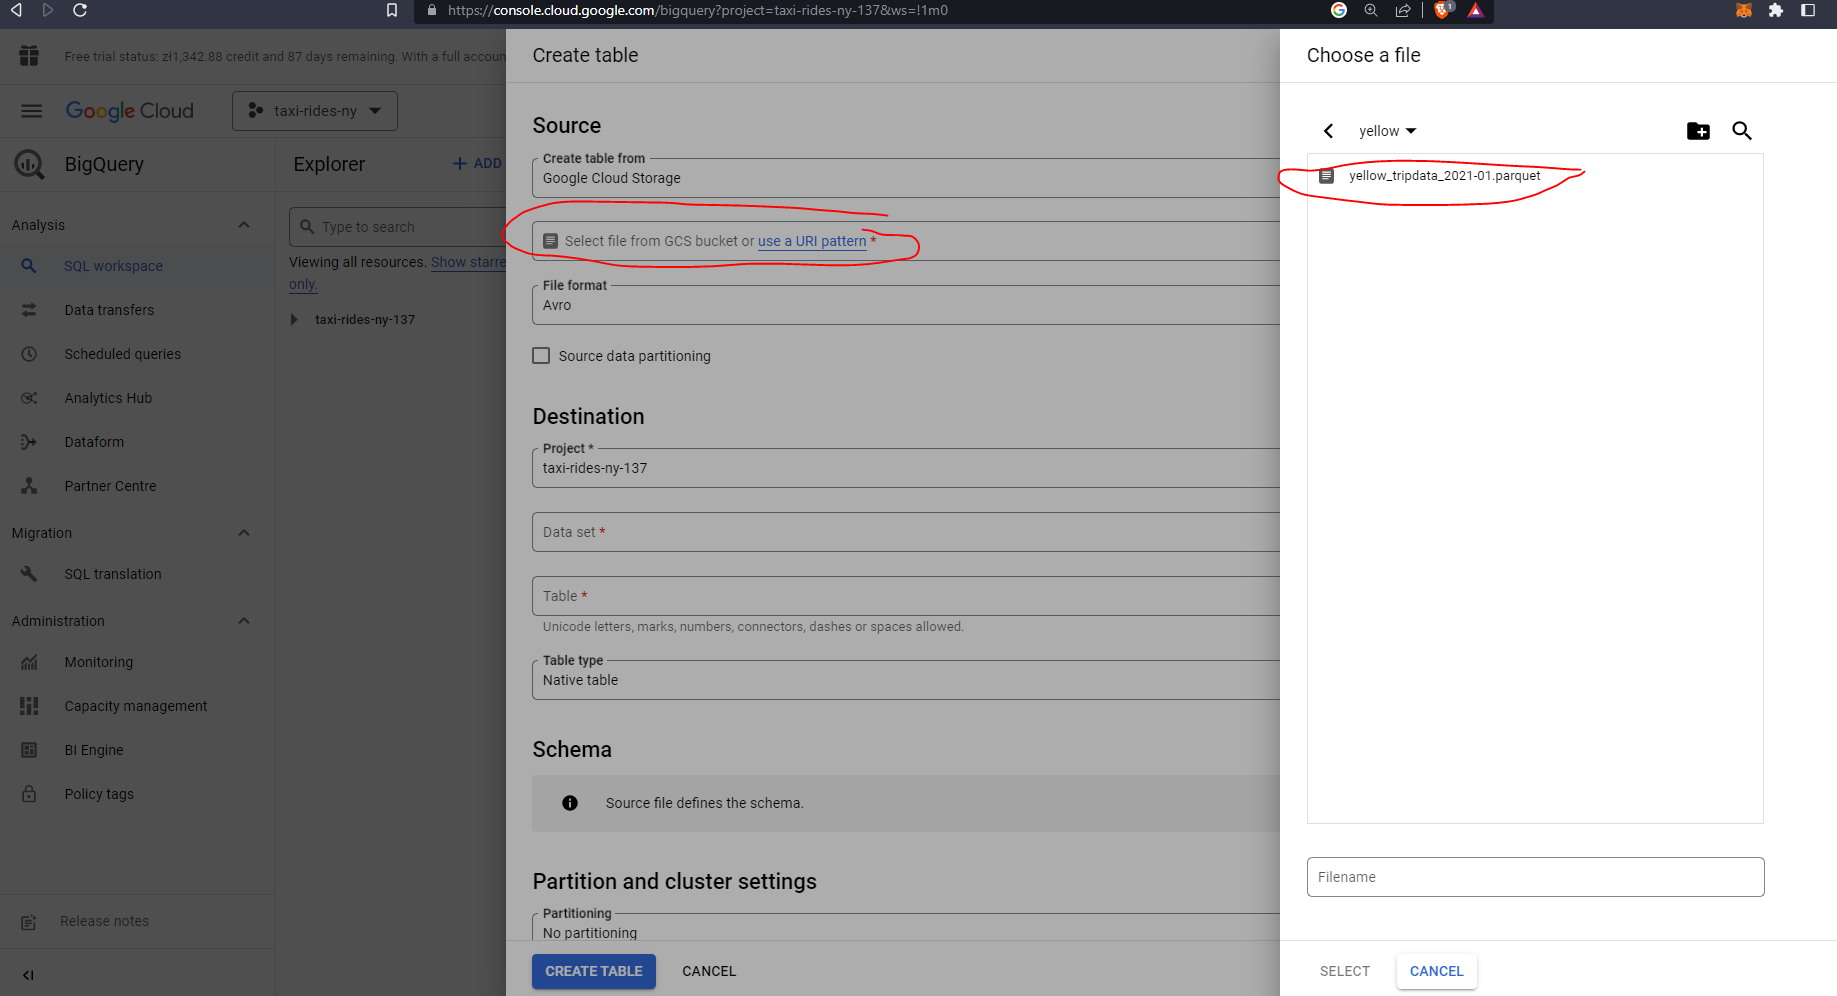 https://console.cloud.google.com/bigquery?project=taxi-rides-ny-137&ws=!1m0
1
Free trial status: zł1,342.88 credit and 87 days remaining. With a full accoun
Google Cloud
taxi-rides-ny
BigQuery
Analysis
SQL workspace
Data transfers
Scheduled queries
Analytics Hub
Dataform
Partner Centre
Migration
SQL translation
Administration
Monitoring
Capacity management
BI Engine
Policy tags
Release notes
Explorer
+ ADD
Type to search
Viewing all resources. Show starre
only.
taxi-rides-ny-137
Create table
Source
Create table from
Google Cloud Storage
Select file from GCS bucket or use a URI pattern *
File format
Avro
Source data partitioning
Destination
Project *
taxi-rides-ny-137
Data set *
Table *
Unicode letters, marks, numbers, connectors, dashes or spaces allowed.
Table type
Native table
Schema
Source file defines the schema.
Partition and cluster settings
Partitioning
No partitioning
CREATE TABLE
CANCEL
Choose a file
yellow
yellow_tripdata_2021-01.parquet
Filename
SELECT
CANCEL